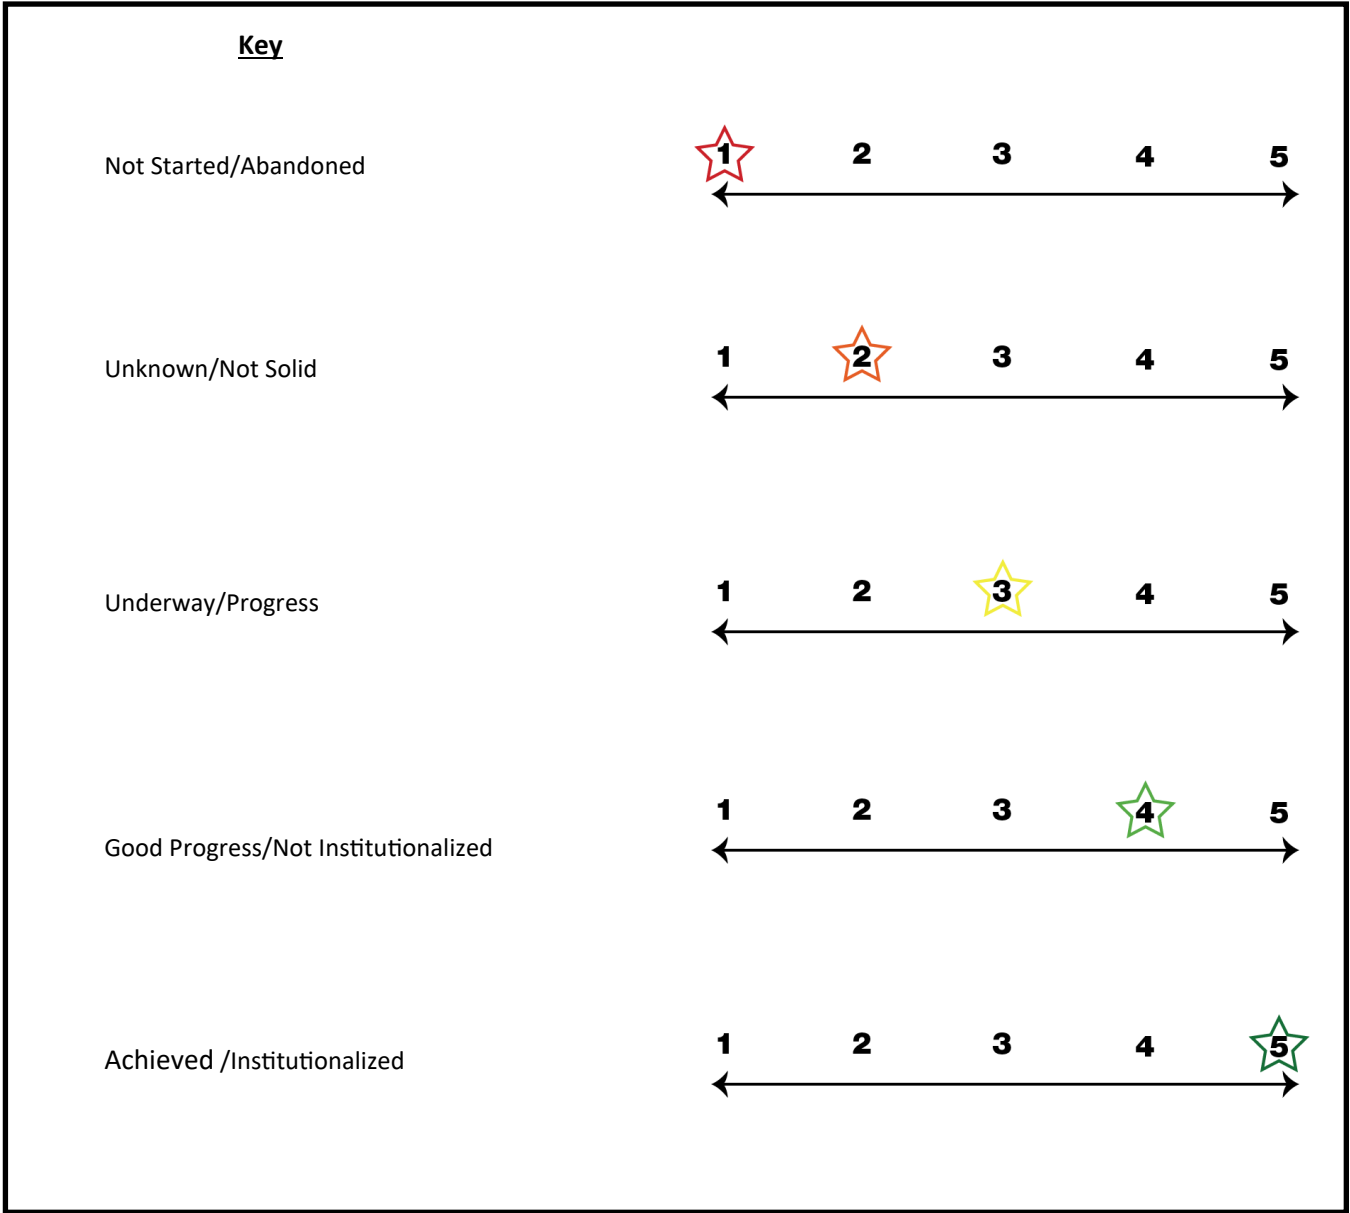 Key
Not Started/Abandoned 1 2 3 4 5
Unknown/Not Solid 1 2 3 4 5
Underway/Progress 1 2 3 4 5
Good Progress/Not Institutionalized 1 2 3 4 5
Achieved /Institutionalized 1 2 3 4 5